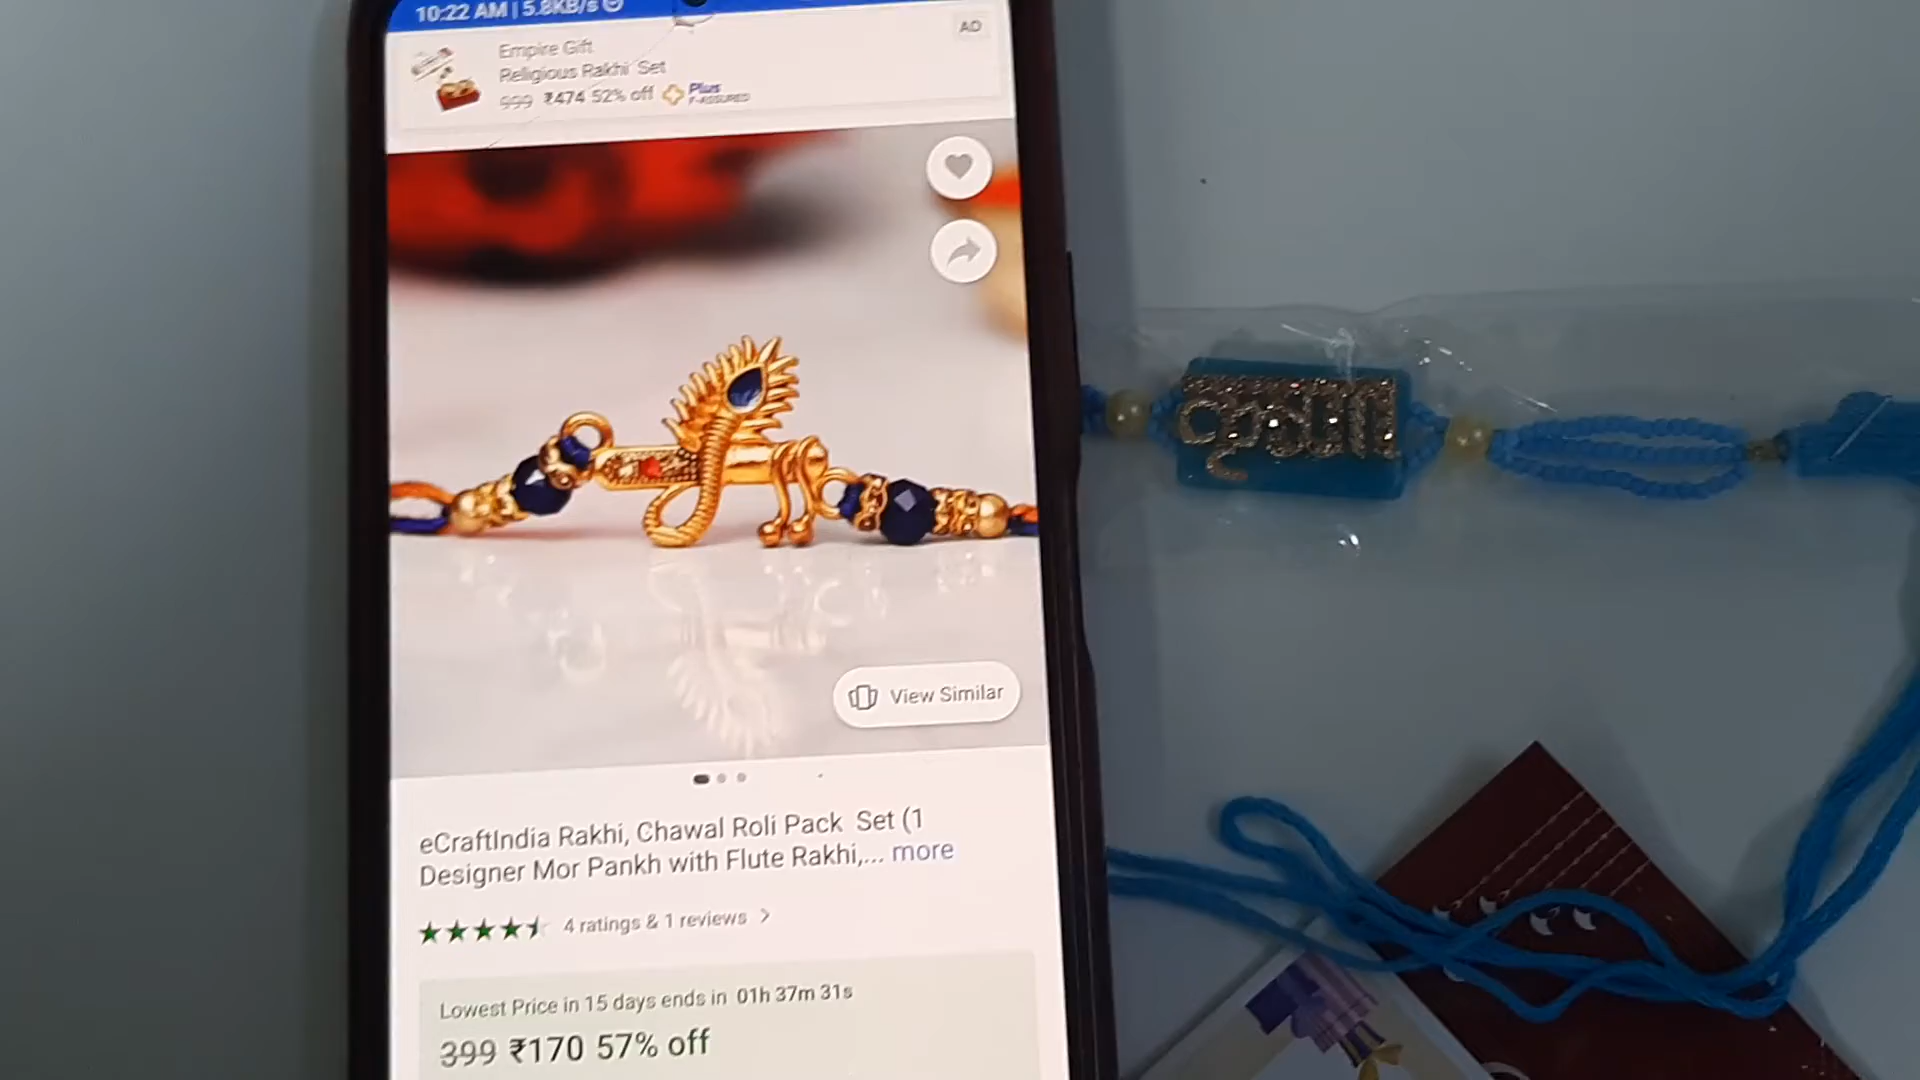 10:22 AM | 5.8KB/s
Empire Gift
AD
Religious Rakhi Set
999 ₹474 52% off
Plus
F-ASSURED
View Similar
eCraftIndia Rakhi, Chawal Roli Pack Set (1
Designer Mor Pankh with Flute Rakhi,... more
4 ratings & 1 reviews
Lowest Price in 15 days ends in 01h 37m 31s
399 ₹170 57% off